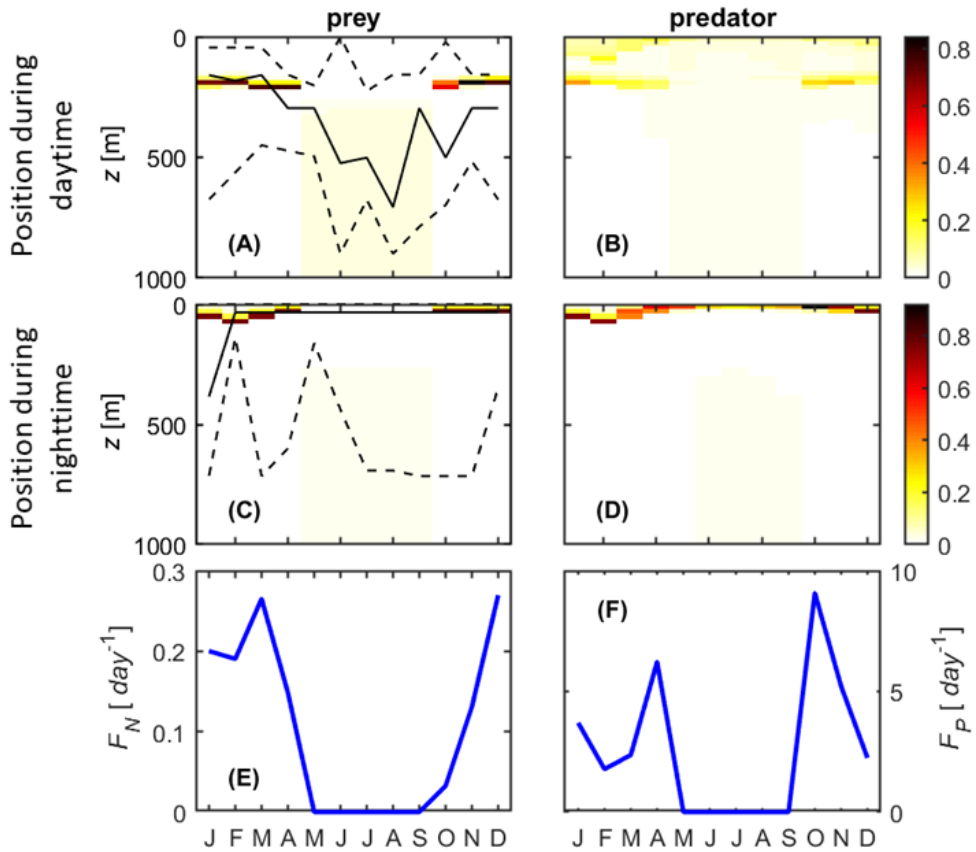 prey predator
Position during
daytime
z [m]
0
500
1000
(A)
(B)
0.8
0.6
0.4
0.2
0
Position during
nighttime
z [m]
0
500
1000
(C)
(D)
0.8
0.6
0.4
0.2
0
F_N [ day^-1]
0.3
0.2
0.1
0
(E)
(F)
10
5
0
F_P [ day^-1]
J F M A M J J A S O N D
J F M A M J J A S O N D